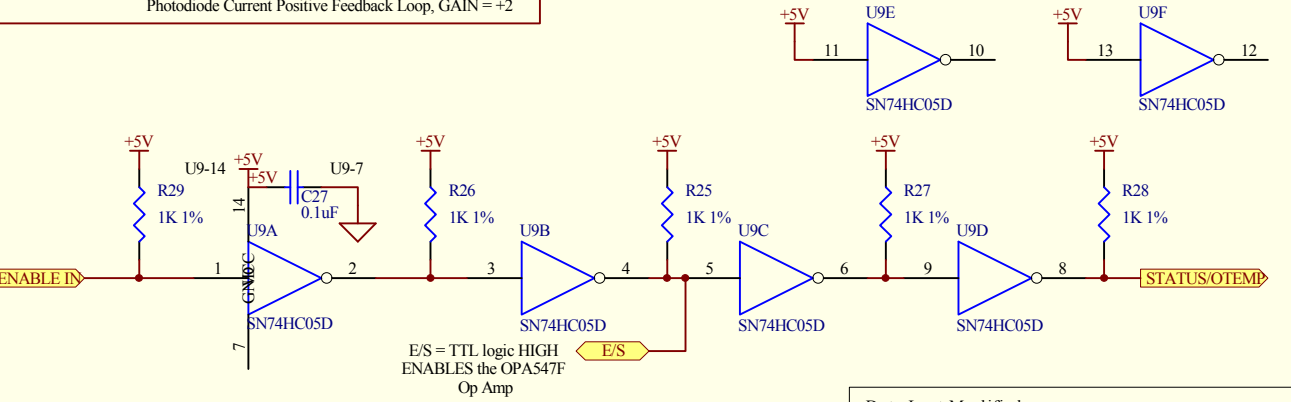 Photodiode Current Positive Feedback Loop, GAIN = +2
+5V
U9E
11
10
SN74HC05D
+5V
U9F
13
12
SN74HC05D
+5V
R29
1K 1%
U9-14
+5V
+5V
U9-7
C27
0.1uF
14
U9A
ENABLE IN
1
2
GND
VCC
SN74HC05D
7
+5V
R26
1K 1%
U9B
3
4
SN74HC05D
+5V
R25
1K 1%
U9C
5
6
SN74HC05D
+5V
R27
1K 1%
U9D
9
8
SN74HC05D
+5V
R28
1K 1%
STATUS/OTEMP
E/S = TTL logic HIGH
ENABLES the OPA547F
Op Amp
E/S